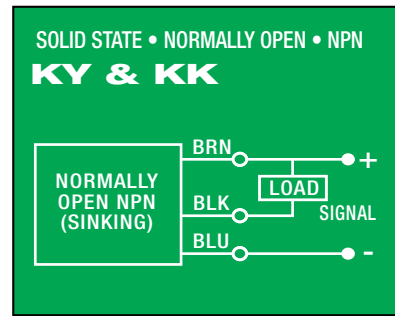 SOLID STATE • NORMALLY OPEN • NPN
KY & KK
BRN
+
NORMALLY
OPEN NPN
(SINKING)
LOAD
BLK
SIGNAL
BLU
-